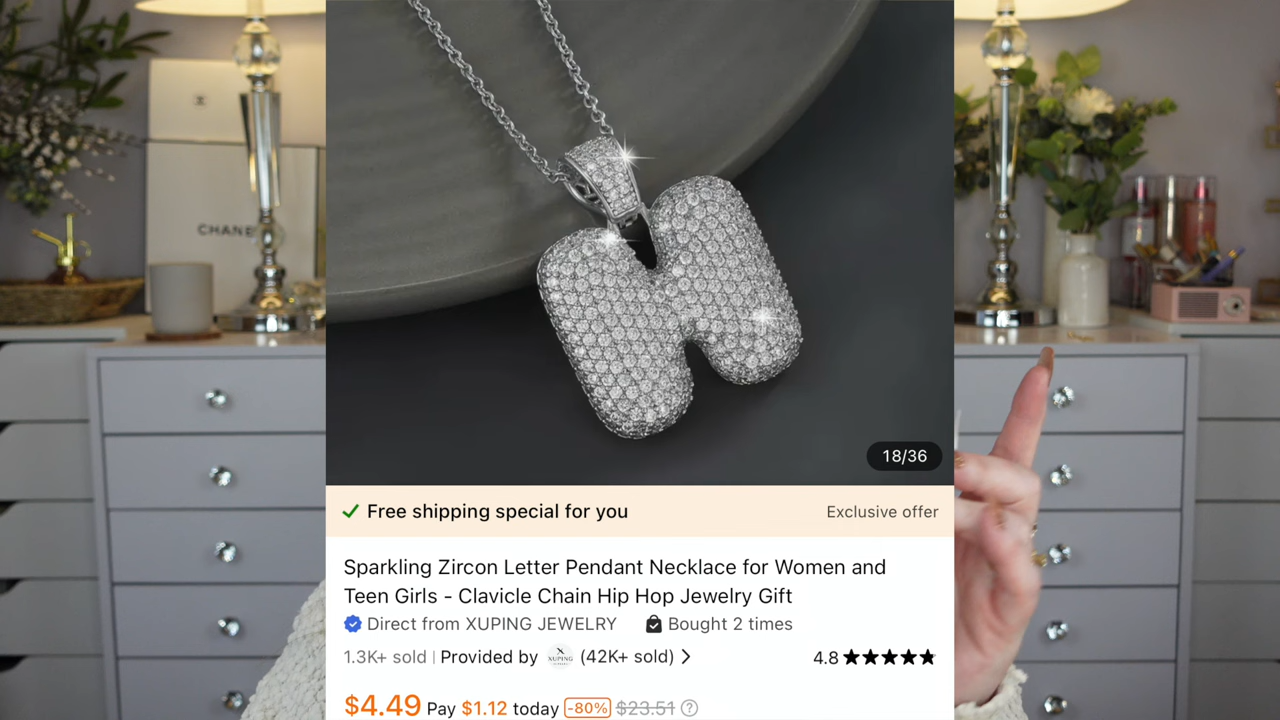 CHANE
18/36
Free shipping special for you Exclusive offer
Sparkling Zircon Letter Pendant Necklace for Women and
Teen Girls - Clavicle Chain Hip Hop Jewelry Gift
Direct from XUPING JEWELRY Bought 2 times
1.3K+ sold | Provided by XUPING (42K+ sold) > 4.8
$4.49 Pay $1.12 today -80% $23.51 ?